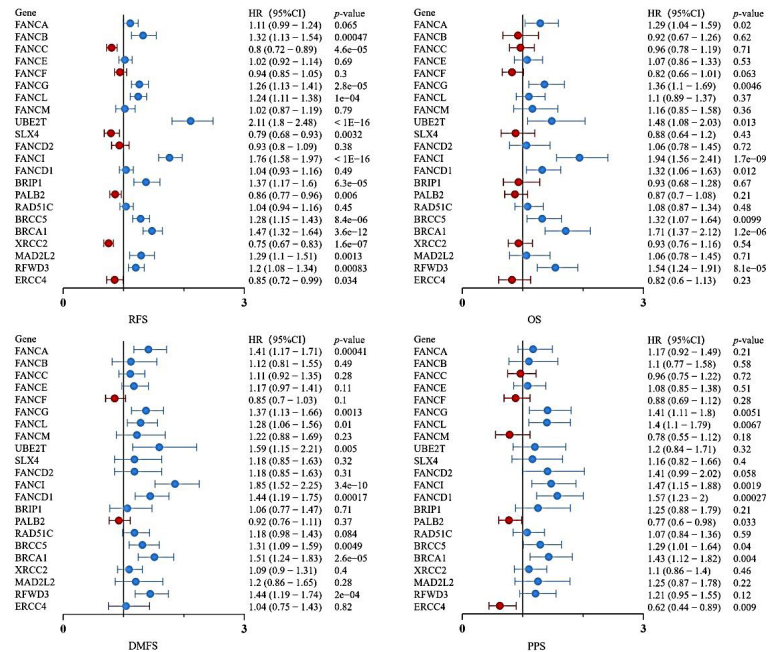 Gene HR (95%CI) p-value
FANCA 1.11 (0.99 − 1.24) 0.065
FANCB 1.32 (1.13 − 1.54) 0.00047
FANCC 0.8 (0.72 − 0.89) 4.6e−05
FANCE 1.02 (0.92 − 1.14) 0.69
FANCF 0.94 (0.85 − 1.05) 0.3
FANCG 1.26 (1.13 − 1.41) 2.8e−05
FANCL 1.24 (1.11 − 1.38) 1e−04
FANCM 1.02 (0.87 − 1.19) 0.79
UBE2T 2.11 (1.8 − 2.48) < 1E−16
SLX4 0.79 (0.68 − 0.93) 0.0032
FANCD2 0.93 (0.8 − 1.09) 0.38
FANCI 1.76 (1.58 − 1.97) <1E−16
FANCD1 1.04 (0.93 − 1.16) 0.49
BRIP1 1.37 (1.17 − 1.6) 6.3e−05
PALB2 0.86 (0.77 − 0.96) 0.006
RAD51C 1.04 (0.94 − 1.16) 0.45
BRCC5 1.28 (1.15 − 1.43) 8.4e−06
BRCA1 1.47 (1.32 − 1.64) 3.6e−12
XRCC2 0.75 (0.67 − 0.83) 1.6e−07
MAD2L2 1.29 (1.1 − 1.51) 0.0013
RFWD3 1.2 (1.08 − 1.34) 0.00083
ERCC4 0.85 (0.72 − 0.99) 0.034
0 3
RFS
Gene HR (95%CI) p-value
FANCA 1.29 (1.04 − 1.59) 0.02
FANCB 0.92 (0.67 − 1.26) 0.62
FANCC 0.96 (0.78 − 1.19) 0.71
FANCE 1.07 (0.86 − 1.33) 0.53
FANCF 0.82 (0.66 − 1.01) 0.063
FANCG 1.36 (1.1 − 1.69) 0.0046
FANCL 1.1 (0.89 − 1.37) 0.37
FANCM 1.16 (0.85 − 1.58) 0.36
UBE2T 1.48 (1.08 − 2.03) 0.013
SLX4 0.88 (0.64 − 1.2) 0.43
FANCD2 1.06 (0.78 − 1.45) 0.72
FANCI 1.94 (1.56 − 2.41) 1.7e−09
FANCD1 1.32 (1.06 − 1.63) 0.012
BRIP1 0.93 (0.68 − 1.28) 0.67
PALB2 0.87 (0.7 − 1.08) 0.21
RAD51C 1.08 (0.87 − 1.34) 0.48
BRCC5 1.32 (1.07 − 1.64) 0.0099
BRCA1 1.71 (1.37 − 2.12) 1.2e−06
XRCC2 0.93 (0.76 − 1.16) 0.54
MAD2L2 1.06 (0.78 − 1.45) 0.71
RFWD3 1.54 (1.24 − 1.91) 8.1e−05
ERCC4 0.82 (0.6 − 1.13) 0.23
0 3
OS
Gene HR (95%CI) p-value
FANCA 1.41 (1.17 − 1.71) 0.00041
FANCB 1.12 (0.81 − 1.55) 0.49
FANCC 1.11 (0.92 − 1.35) 0.28
FANCE 1.17 (0.97 − 1.41) 0.11
FANCF 0.85 (0.7 − 1.03) 0.1
FANCG 1.37 (1.13 − 1.66) 0.0013
FANCL 1.28 (1.06 − 1.56) 0.01
FANCM 1.22 (0.88 − 1.69) 0.23
UBE2T 1.59 (1.15 − 2.21) 0.005
SLX4 1.18 (0.85 − 1.63) 0.32
FANCD2 1.18 (0.85 − 1.63) 0.31
FANCI 1.85 (1.52 − 2.25) 3.4e−10
FANCD1 1.44 (1.19 − 1.75) 0.00017
BRIP1 1.06 (0.77 − 1.47) 0.71
PALB2 0.92 (0.76 − 1.11) 0.37
RAD51C 1.18 (0.98 − 1.43) 0.084
BRCC5 1.31 (1.09 − 1.59) 0.0049
BRCA1 1.51 (1.24 − 1.83) 2.6e−05
XRCC2 1.09 (0.9 − 1.31) 0.4
MAD2L2 1.2 (0.86 − 1.65) 0.28
RFWD3 1.44 (1.19 − 1.74) 2e−04
ERCC4 1.04 (0.75 − 1.43) 0.82
0 3
DMFS
Gene HR (95%CI) p-value
FANCA 1.17 (0.92 − 1.49) 0.21
FANCB 1.1 (0.77 − 1.58) 0.58
FANCC 0.96 (0.75 − 1.22) 0.72
FANCE 1.08 (0.85 − 1.38) 0.51
FANCF 0.88 (0.69 − 1.12) 0.28
FANCG 1.41 (1.11 − 1.8) 0.0051
FANCL 1.4 (1.1 − 1.79) 0.0067
FANCM 0.78 (0.55 − 1.12) 0.18
UBE2T 1.2 (0.84 − 1.71) 0.32
SLX4 1.16 (0.82 − 1.66) 0.4
FANCD2 1.41 (0.99 − 2.02) 0.058
FANCI 1.47 (1.15 − 1.88) 0.0019
FANCD1 1.57 (1.23 − 2) 0.00027
BRIP1 1.25 (0.88 − 1.79) 0.21
PALB2 0.77 (0.6 − 0.98) 0.033
RAD51C 1.07 (0.84 − 1.36) 0.59
BRCC5 1.29 (1.01 − 1.64) 0.04
BRCA1 1.43 (1.12 − 1.82) 0.004
XRCC2 1.1 (0.86 − 1.4) 0.46
MAD2L2 1.25 (0.87 − 1.78) 0.22
RFWD3 1.21 (0.95 − 1.55) 0.12
ERCC4 0.62 (0.44 − 0.89) 0.009
0 3
PPS